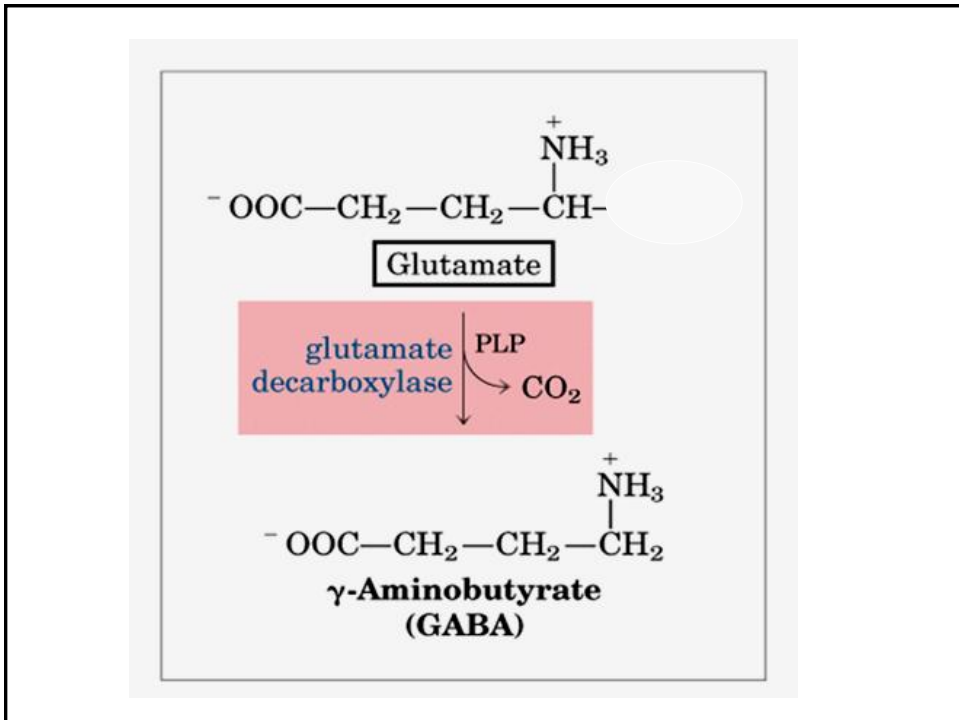 +
NH₃
⁻OOC—CH₂—CH₂—CH-
Glutamate
glutamate
decarboxylase
PLP
CO₂
+
NH₃
⁻OOC—CH₂—CH₂—CH₂
γ-Aminobutyrate
(GABA)